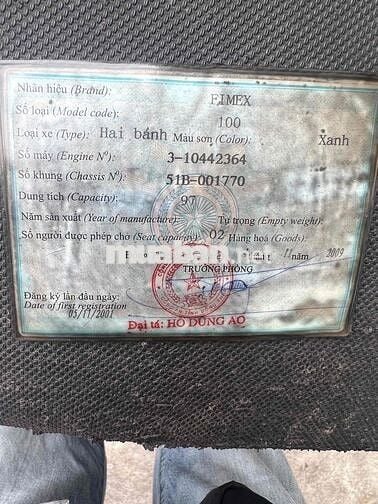 Nhãn hiệu (Brand): FIMEX
Số loại (Model code): 100
Loại xe (Type): Hai bánh Màu sơn (Color): Xanh
Số máy (Engine Nº): 3-10442364
Số khung (Chassis Nº): 51B-001770
Dung tích (Capacity): 97
Năm sản xuất (Year of manufacture): Tự trọng (Empty weight):
Số người được phép chở (Seat capacity): 02 Hàng hoá (Goods):
năm 2009
TRƯỞNG PHÒNG
Đăng ký lần đầu ngày:
Date of first registration
05/11/2001
Đại tá: HỒ DŨNG AO